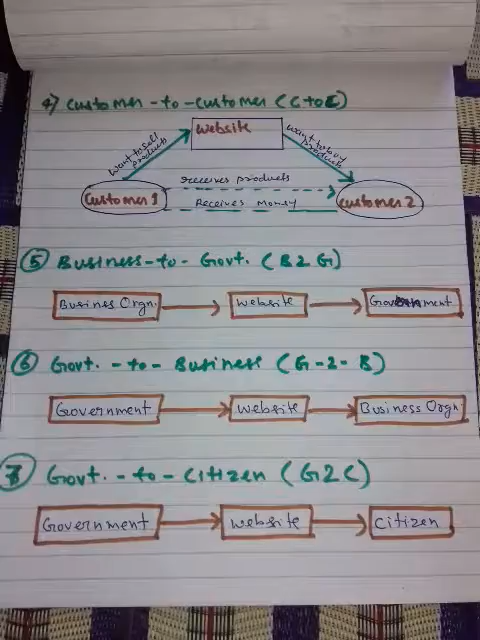 4) Customer-to-Customer (C to C)
Website
Want to sell products
Want to buy products
receives products
Customer 1
Customer 2
Receives Money
5 Business-to-Govt. (B2G)
Busines Orgn.
Website
Government
6 Govt.-to-Business (G-2-B)
Government
Website
Business Orgn
7 Govt.-to-Citizen (G2C)
Government
Website
Citizen